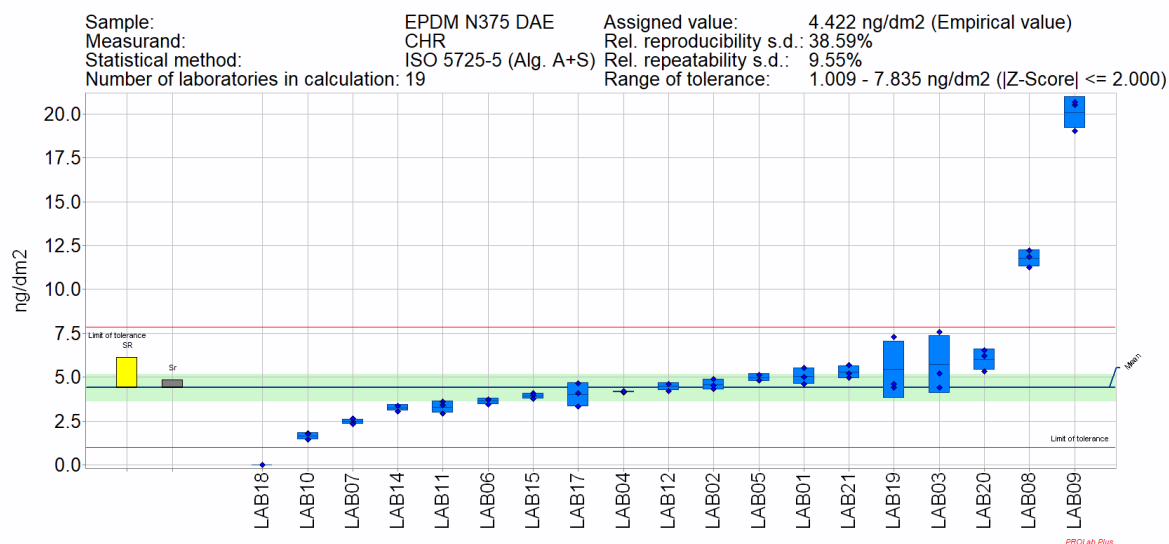 Sample: EPDM N375 DAE Assigned value: 4.422 ng/dm2 (Empirical value)
Measurand: CHR Rel. reproducibility s.d.: 38.59%
Statistical method: ISO 5725-5 (Alg. A+S) Rel. repeatability s.d.: 9.55%
Number of laboratories in calculation: 19 Range of tolerance: 1.009 - 7.835 ng/dm2 (|Z-Score| <= 2.000)
20.0
17.5
15.0
12.5
10.0
7.5
5.0
2.5
0.0
ng/dm2
Limit of tolerance
SR
Sr
Mean
Limit of tolerance
LAB18
LAB10
LAB07
LAB14
LAB11
LAB06
LAB15
LAB17
LAB04
LAB12
LAB02
LAB05
LAB01
LAB21
LAB19
LAB03
LAB20
LAB08
LAB09
PROLab Plus